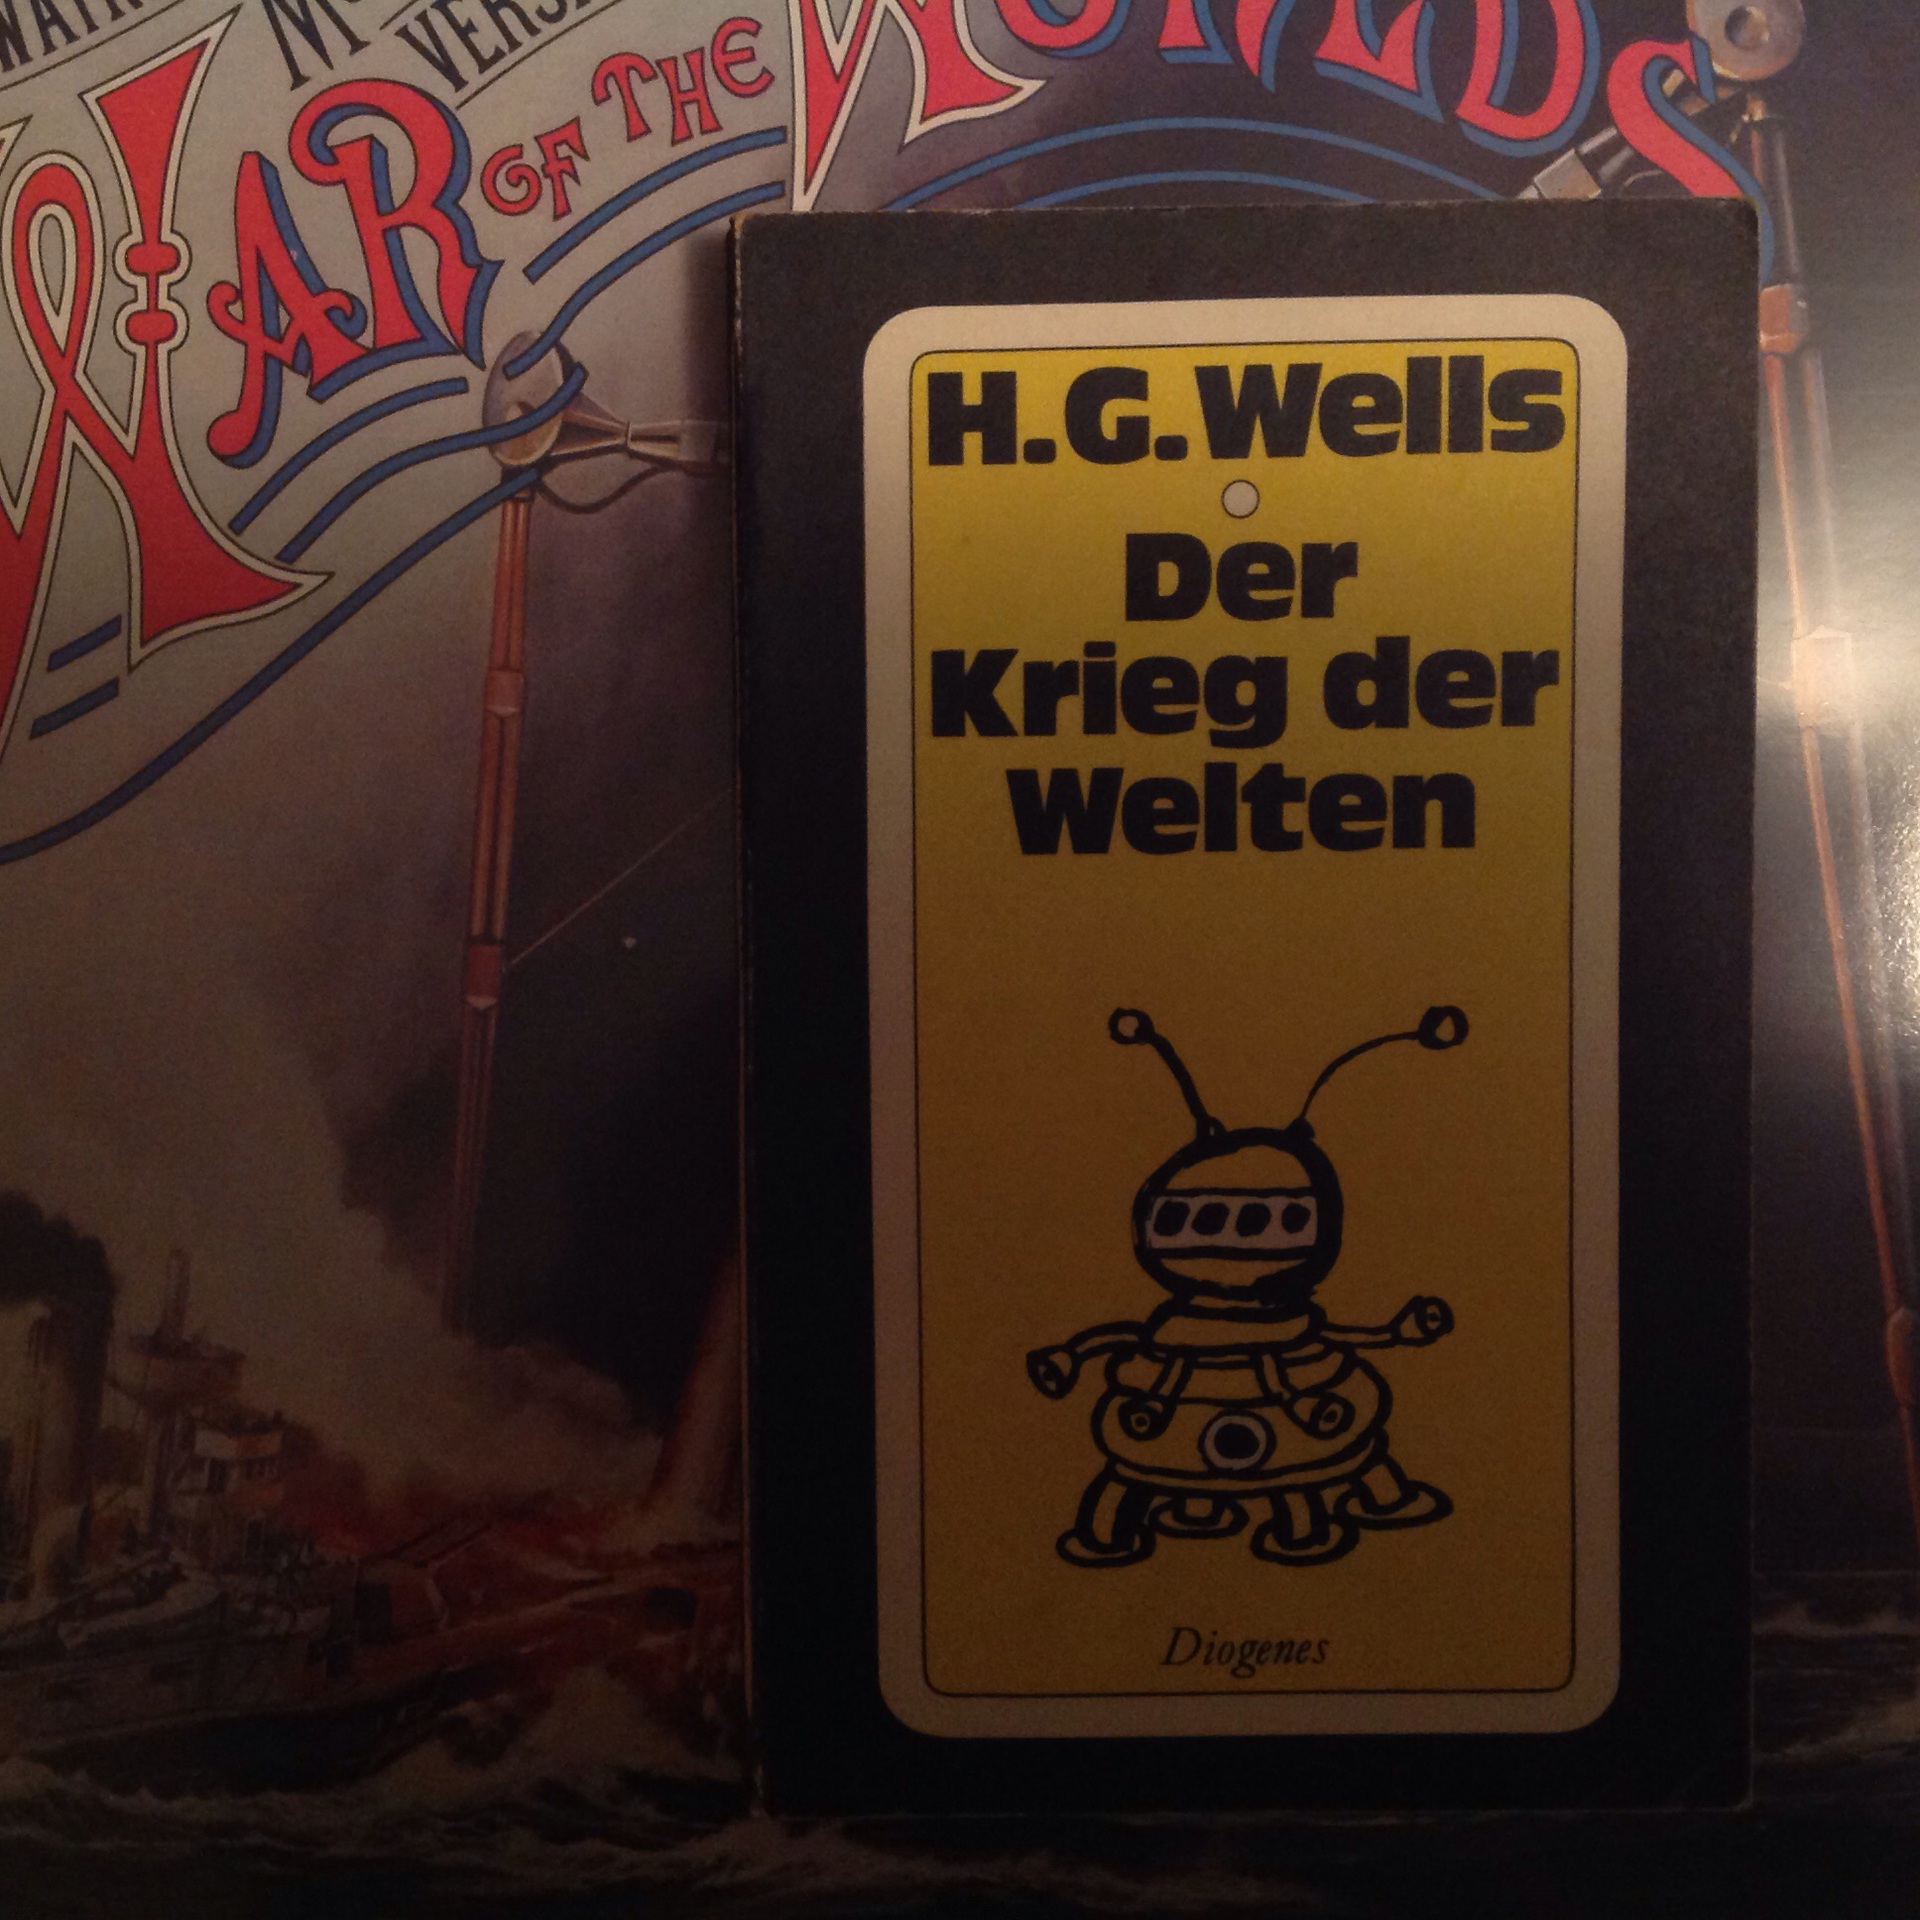 WAR OF THE WORLDS
H.G.Wells
Der
Krieg der
Welten
Diogenes